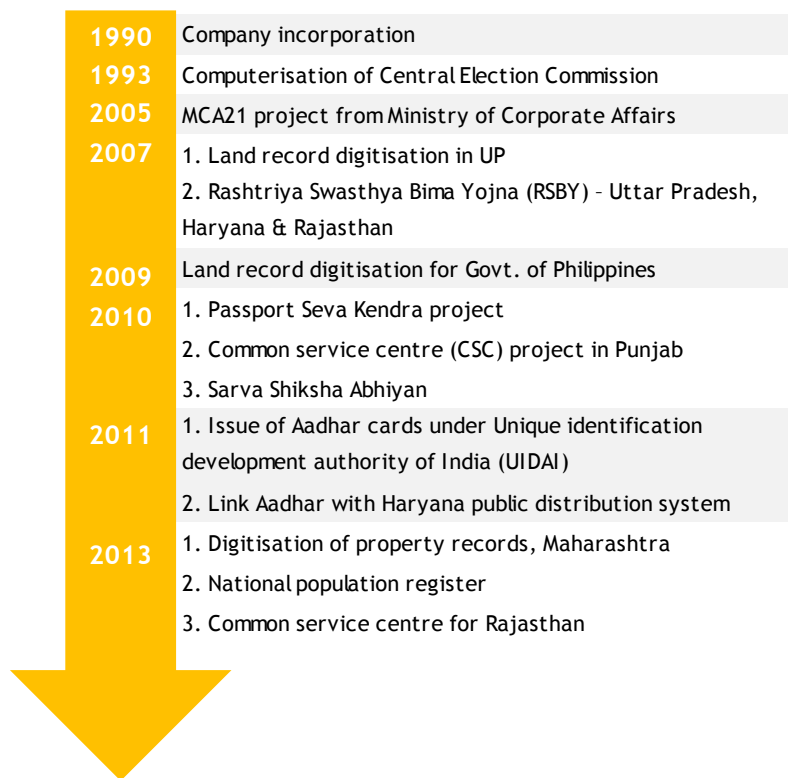 1990 Company incorporation
1993 Computerisation of Central Election Commission
2005 MCA21 project from Ministry of Corporate Affairs
2007 1. Land record digitisation in UP
2. Rashtriya Swasthya Bima Yojna (RSBY) – Uttar Pradesh,
Haryana & Rajasthan
2009 Land record digitisation for Govt. of Philippines
2010 1. Passport Seva Kendra project
2. Common service centre (CSC) project in Punjab
3. Sarva Shiksha Abhiyan
2011 1. Issue of Aadhar cards under Unique identification
development authority of India (UIDAI)
2. Link Aadhar with Haryana public distribution system
2013 1. Digitisation of property records, Maharashtra
2. National population register
3. Common service centre for Rajasthan